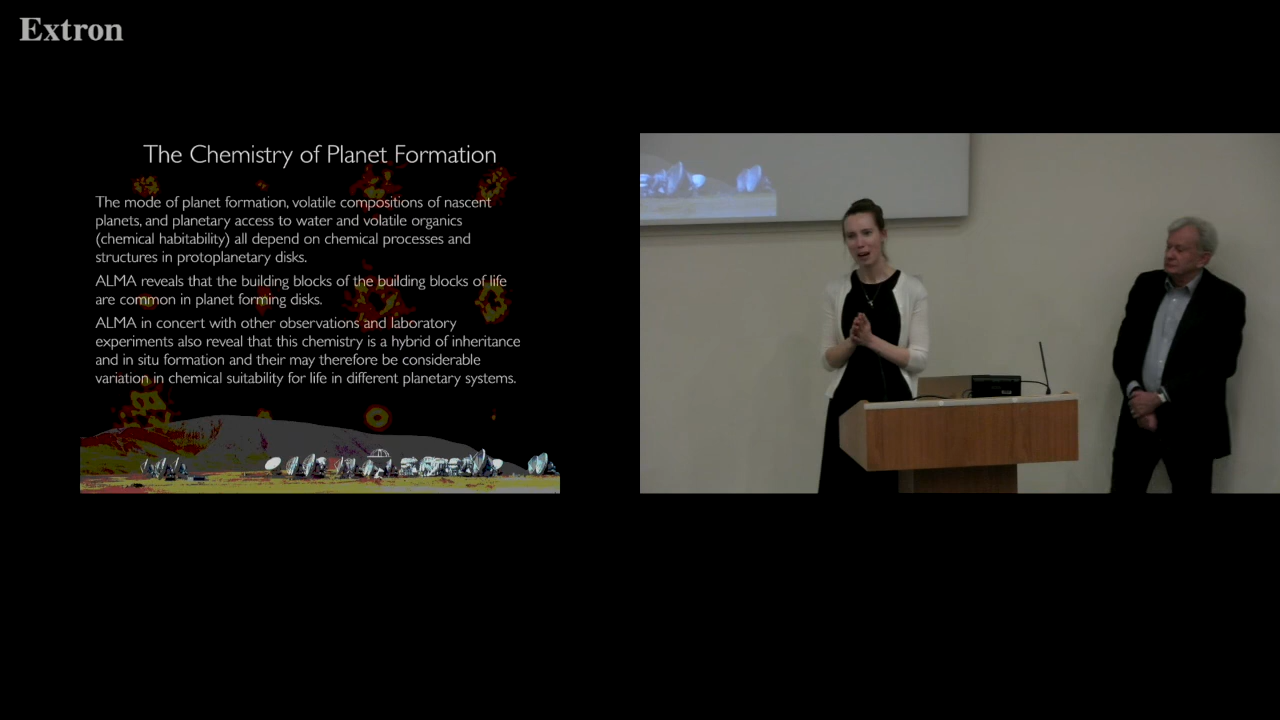 Extron
The Chemistry of Planet Formation
The mode of planet formation, volatile compositions of nascent
planets, and planetary access to water and volatile organics
(chemical habitability) all depend on chemical processes and
structures in protoplanetary disks.
ALMA reveals that the building blocks of the building blocks of life
are common in planet forming disks.
ALMA in concert with other observations and laboratory
experiments also reveal that this chemistry is a hybrid of inheritance
and in situ formation and their may therefore be considerable
variation in chemical suitability for life in different planetary systems.